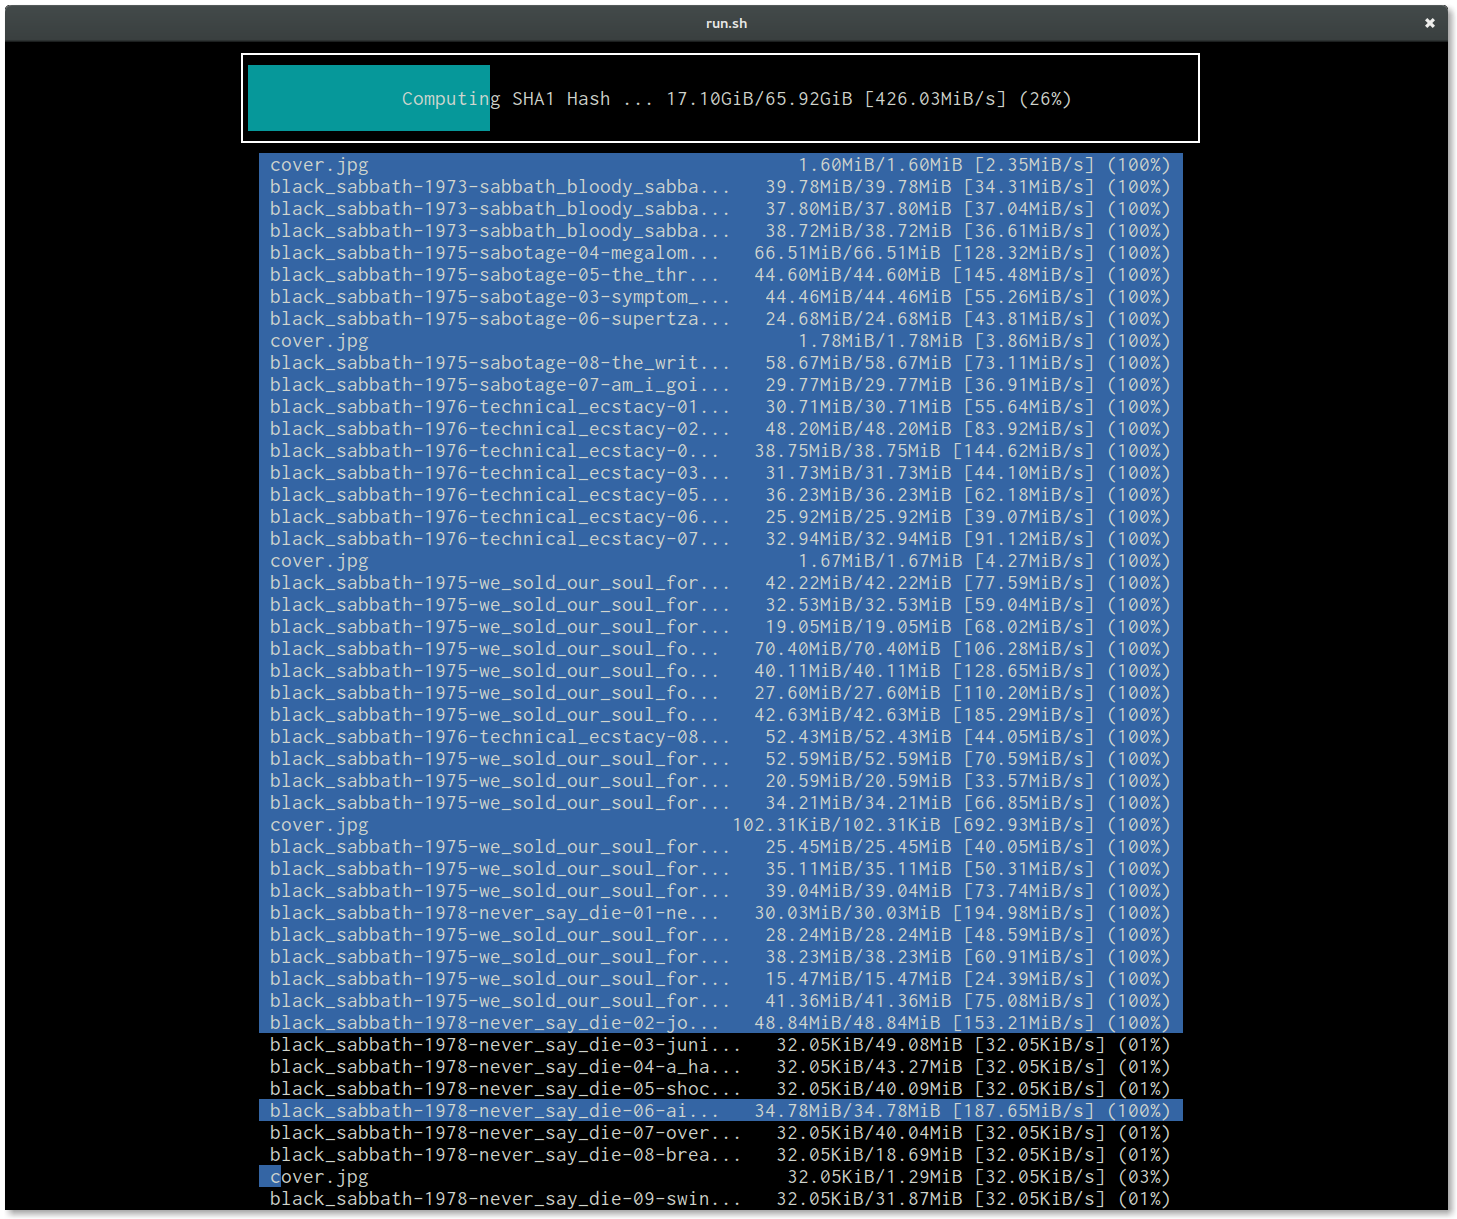 run.sh
Computing SHA1 Hash ... 17.10GiB/65.92GiB [426.03MiB/s] (26%)
cover.jpg 1.60MiB/1.60MiB [2.35MiB/s] (100%)
black_sabbath-1973-sabbath_bloody_sabba... 39.78MiB/39.78MiB [34.31MiB/s] (100%)
black_sabbath-1973-sabbath_bloody_sabba... 37.80MiB/37.80MiB [37.04MiB/s] (100%)
black_sabbath-1973-sabbath_bloody_sabba... 38.72MiB/38.72MiB [36.61MiB/s] (100%)
black_sabbath-1975-sabotage-04-megalom... 66.51MiB/66.51MiB [128.32MiB/s] (100%)
black_sabbath-1975-sabotage-05-the_thr... 44.60MiB/44.60MiB [145.48MiB/s] (100%)
black_sabbath-1975-sabotage-03-symptom_... 44.46MiB/44.46MiB [55.26MiB/s] (100%)
black_sabbath-1975-sabotage-06-supertza... 24.68MiB/24.68MiB [43.81MiB/s] (100%)
cover.jpg 1.78MiB/1.78MiB [3.86MiB/s] (100%)
black_sabbath-1975-sabotage-08-the_writ... 58.67MiB/58.67MiB [73.11MiB/s] (100%)
black_sabbath-1975-sabotage-07-am_i_goi... 29.77MiB/29.77MiB [36.91MiB/s] (100%)
black_sabbath-1976-technical_ecstacy-01... 30.71MiB/30.71MiB [55.64MiB/s] (100%)
black_sabbath-1976-technical_ecstacy-02... 48.20MiB/48.20MiB [83.92MiB/s] (100%)
black_sabbath-1976-technical_ecstacy-0... 38.75MiB/38.75MiB [144.62MiB/s] (100%)
black_sabbath-1976-technical_ecstacy-03... 31.73MiB/31.73MiB [44.10MiB/s] (100%)
black_sabbath-1976-technical_ecstacy-05... 36.23MiB/36.23MiB [62.18MiB/s] (100%)
black_sabbath-1976-technical_ecstacy-06... 25.92MiB/25.92MiB [39.07MiB/s] (100%)
black_sabbath-1976-technical_ecstacy-07... 32.94MiB/32.94MiB [91.12MiB/s] (100%)
cover.jpg 1.67MiB/1.67MiB [4.27MiB/s] (100%)
black_sabbath-1975-we_sold_our_soul_for... 42.22MiB/42.22MiB [77.59MiB/s] (100%)
black_sabbath-1975-we_sold_our_soul_for... 32.53MiB/32.53MiB [59.04MiB/s] (100%)
black_sabbath-1975-we_sold_our_soul_for... 19.05MiB/19.05MiB [68.02MiB/s] (100%)
black_sabbath-1975-we_sold_our_soul_fo... 70.40MiB/70.40MiB [106.28MiB/s] (100%)
black_sabbath-1975-we_sold_our_soul_fo... 40.11MiB/40.11MiB [128.65MiB/s] (100%)
black_sabbath-1975-we_sold_our_soul_fo... 27.60MiB/27.60MiB [110.20MiB/s] (100%)
black_sabbath-1975-we_sold_our_soul_fo... 42.63MiB/42.63MiB [185.29MiB/s] (100%)
black_sabbath-1976-technical_ecstacy-08... 52.43MiB/52.43MiB [44.05MiB/s] (100%)
black_sabbath-1975-we_sold_our_soul_for... 52.59MiB/52.59MiB [70.59MiB/s] (100%)
black_sabbath-1975-we_sold_our_soul_for... 20.59MiB/20.59MiB [33.57MiB/s] (100%)
black_sabbath-1975-we_sold_our_soul_for... 34.21MiB/34.21MiB [66.85MiB/s] (100%)
cover.jpg 102.31KiB/102.31KiB [692.93MiB/s] (100%)
black_sabbath-1975-we_sold_our_soul_for... 25.45MiB/25.45MiB [40.05MiB/s] (100%)
black_sabbath-1975-we_sold_our_soul_for... 35.11MiB/35.11MiB [50.31MiB/s] (100%)
black_sabbath-1975-we_sold_our_soul_for... 39.04MiB/39.04MiB [73.74MiB/s] (100%)
black_sabbath-1978-never_say_die-01-ne... 30.03MiB/30.03MiB [194.98MiB/s] (100%)
black_sabbath-1975-we_sold_our_soul_for... 28.24MiB/28.24MiB [48.59MiB/s] (100%)
black_sabbath-1975-we_sold_our_soul_for... 38.23MiB/38.23MiB [60.91MiB/s] (100%)
black_sabbath-1975-we_sold_our_soul_for... 15.47MiB/15.47MiB [24.39MiB/s] (100%)
black_sabbath-1975-we_sold_our_soul_for... 41.36MiB/41.36MiB [75.08MiB/s] (100%)
black_sabbath-1978-never_say_die-02-jo... 48.84MiB/48.84MiB [153.21MiB/s] (100%)
black_sabbath-1978-never_say_die-03-juni... 32.05KiB/49.08MiB [32.05KiB/s] (01%)
black_sabbath-1978-never_say_die-04-a_ha... 32.05KiB/43.27MiB [32.05KiB/s] (01%)
black_sabbath-1978-never_say_die-05-shoc... 32.05KiB/40.09MiB [32.05KiB/s] (01%)
black_sabbath-1978-never_say_die-06-ai... 34.78MiB/34.78MiB [187.65MiB/s] (100%)
black_sabbath-1978-never_say_die-07-over... 32.05KiB/40.04MiB [32.05KiB/s] (01%)
black_sabbath-1978-never_say_die-08-brea... 32.05KiB/18.69MiB [32.05KiB/s] (01%)
cover.jpg 32.05KiB/1.29MiB [32.05KiB/s] (03%)
black_sabbath-1978-never_say_die-09-swin... 32.05KiB/31.87MiB [32.05KiB/s] (01%)